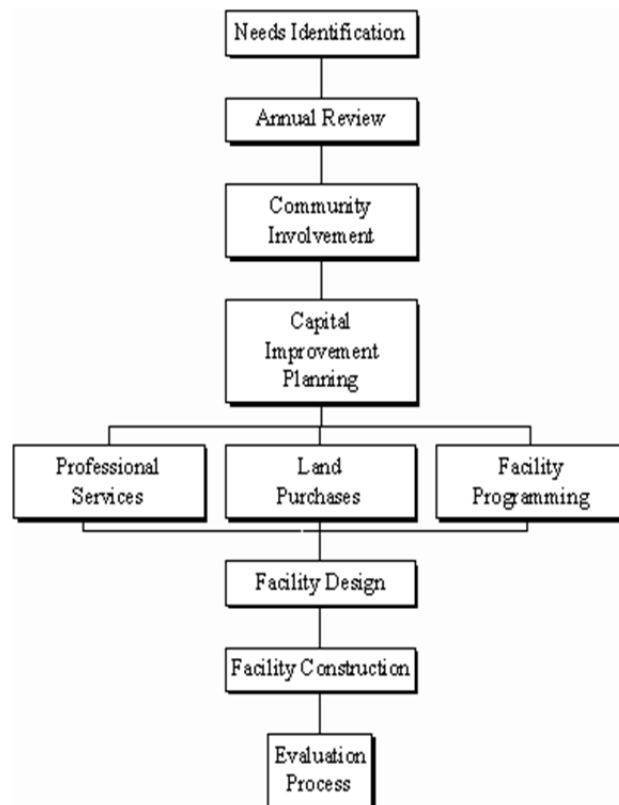 Needs Identification
Annual Review
Community
Involvement
Capital
Improvement
Planning
Professional
Services
Land
Purchases
Facility
Programming
Facility Design
Facility Construction
Evaluation
Process